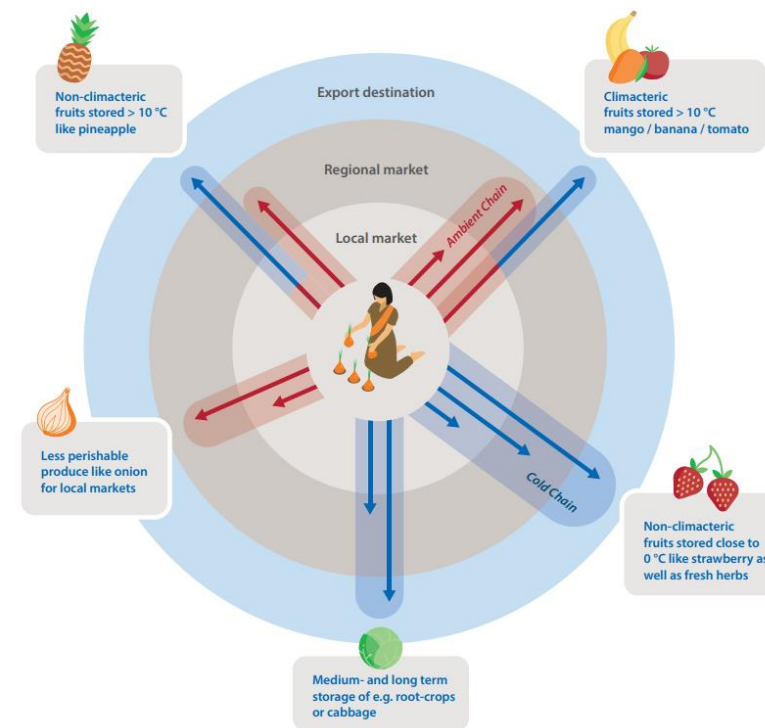 Non-climacteric
fruits stored > 10 °C
like pineapple
Export destination
Climacteric
fruits stored > 10 °C
mango / banana / tomato
Regional market
Ambient Chain
Local market
Less perishable
produce like onion
for local markets
Cold Chain
Non-climacteric
fruits stored close to
0 °C like strawberry as
well as fresh herbs
Medium- and long term
storage of e.g. root-crops
or cabbage